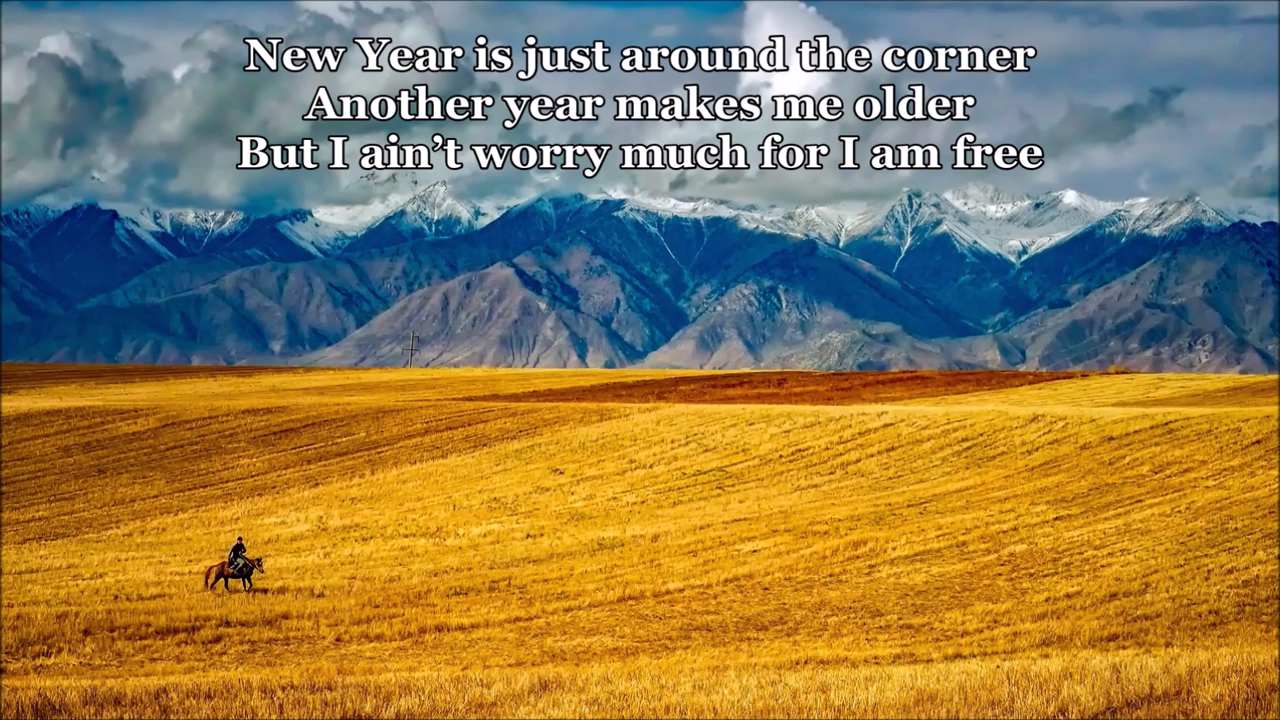 New Year is just around the corner
Another year makes me older
But I ain’t worry much for I am free